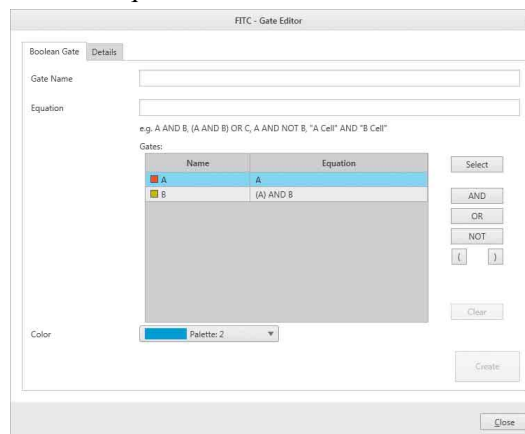 FITC - Gate Editor
Boolean Gate Details
Gate Name
Equation
e.g. A AND B, (A AND B) OR C, A AND NOT B, "A Cell" AND "B Cell"
Gates:
Name Equation Select
A A
B (A) AND B AND
OR
NOT
( )
Clear
Color Palette: 2
Create
Close